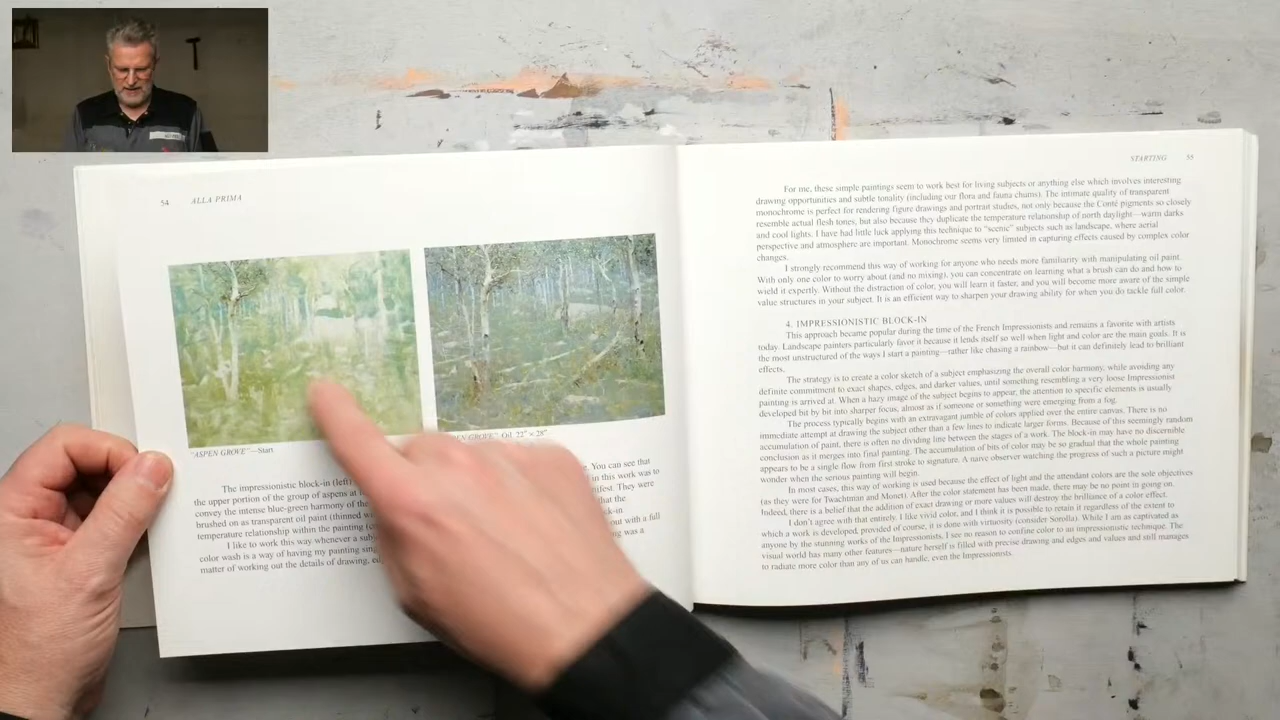 54 ALLA PRIMA
"ASPEN GROVE"—Start
GROVE" Oil 22" × 28"
The impressionistic block-in (left
the upper portion of the group of aspens at
convey the intense blue-green harmony of the
brushed on as transparent oil paint (thinned
temperature relationship within the painting
I like to work this way whenever a
color wash is a way of having my painting
matter of working out the details of drawing,
You can see that
in this work was to
They were
that the
out with a full
was a
STARTING 55
For me, these simple paintings seem to work best for living subjects or anything else which involves interesting
drawing opportunities and subtle tonality (including our flora and fauna chums). The intimate quality of transparent
monochrome is perfect for rendering figure drawings and portrait studies, not only because the Conté pigments so closely
resemble actual flesh tones, but also because they duplicate the temperature relationship of north daylight—warm darks
and cool lights. I have had little luck applying this technique to "scenic" subjects such as landscape, where aerial
perspective and atmosphere are important. Monochrome seems very limited in capturing effects caused by complex color
changes.
I strongly recommend this way of working for anyone who needs more familiarity with manipulating oil paint.
With only one color to worry about (and no mixing), you can concentrate on learning what a brush can do and how to
wield it expertly. Without the distraction of color, you will learn it faster, and you will become more aware of the simple
value structures in your subject. It is an efficient way to sharpen your drawing ability for when you do tackle full color.
4. IMPRESSIONISTIC BLOCK-IN
This approach became popular during the time of the French Impressionists and remains a favorite with artists
today. Landscape painters particularly favor it because it lends itself so well when light and color are the main goals. It is
the most unstructured of the ways I start a painting—rather like chasing a rainbow—but it can definitely lead to brilliant
effects.
The strategy is to create a color sketch of a subject emphasizing the overall color harmony, while avoiding any
definite commitment to exact shapes, edges, and darker values, until something resembling a very loose Impressionist
painting is arrived at. When a hazy image of the subject begins to appear, the attention to specific elements is usually
developed bit by bit into sharper focus, almost as if someone or something were emerging from a fog.
The process typically begins with an extravagant jumble of colors applied over the entire canvas. There is no
immediate attempt at drawing the subject other than a few lines to indicate larger forms. Because of this seemingly random
accumulation of paint, there is often no dividing line between the stages of a work. The block-in may have no discernible
conclusion as it merges into final painting. The accumulation of bits of color may be so gradual that the whole painting
appears to be a single flow from first stroke to signature. A naive observer watching the progress of such a picture might
wonder when the serious painting will begin.
In most cases, this way of working is used because the effect of light and the attendant colors are the sole objectives
(as they were for Twachtman and Monet). After the color statement has been made, there may be no point in going on.
Indeed, there is a belief that the addition of exact drawing or more values will destroy the brilliance of a color effect.
I don't agree with that entirely. I like vivid color, and I think it is possible to retain it regardless of the extent to
which a work is developed, provided of course, it is done with virtuosity (consider Sorolla). While I am as captivated as
anyone by the stunning works of the Impressionists, I see no reason to confine color to an impressionistic technique. The
visual world has many other features—nature herself is filled with precise drawing and edges and values and still manages
to radiate more color than any of us can handle, even the Impressionists.